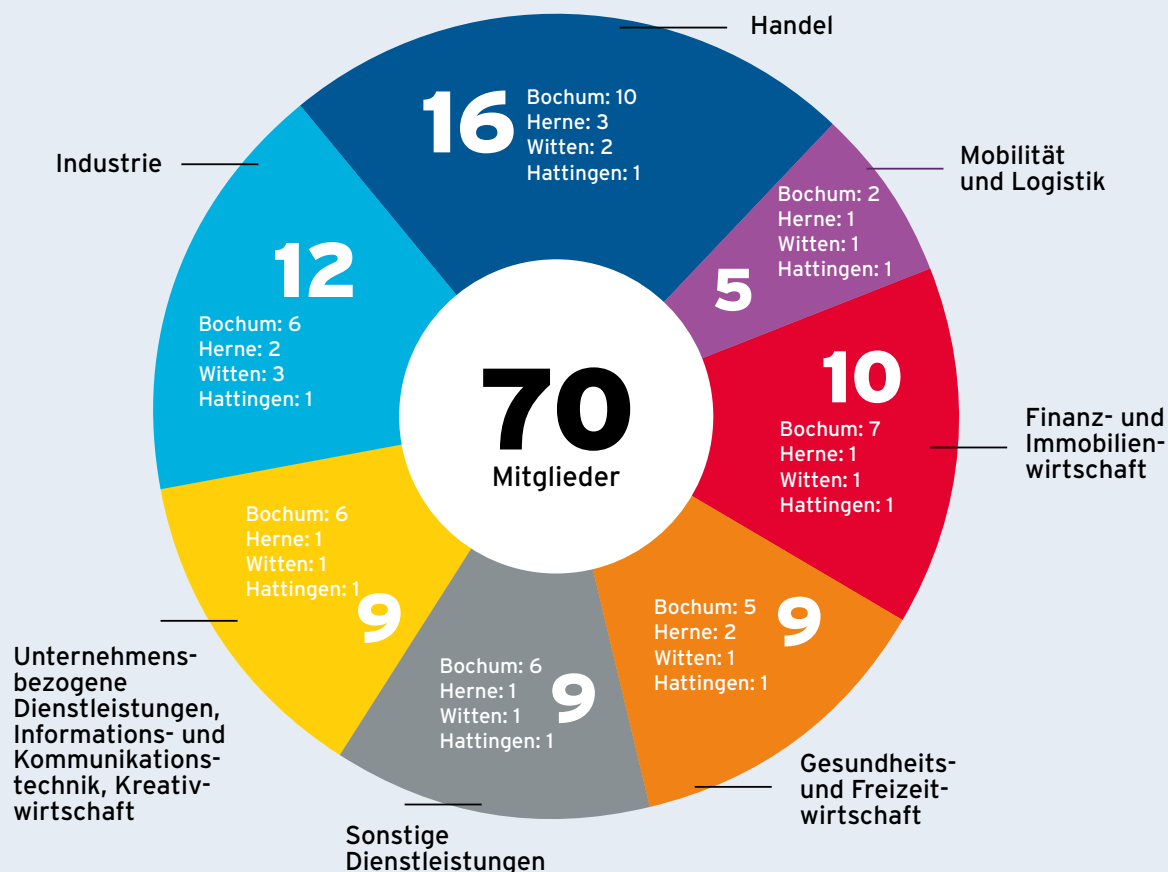 Handel
16
Bochum: 10
Herne: 3
Witten: 2
Hattingen: 1
Mobilität
und Logistik
Bochum: 2
Herne: 1
Witten: 1
Hattingen: 1
5
10
Bochum: 7
Herne: 1
Witten: 1
Hattingen: 1
Finanz- und
Immobilien-
wirtschaft
Bochum: 5
Herne: 2
Witten: 1
Hattingen: 1
9
Gesundheits-
und Freizeit-
wirtschaft
Bochum: 6
Herne: 1
Witten: 1
Hattingen: 1
9
Sonstige
Dienstleistungen
Bochum: 6
Herne: 1
Witten: 1
Hattingen: 1
9
Unternehmens-
bezogene
Dienstleistungen,
Informations- und
Kommunikations-
technik, Kreativ-
wirtschaft
Industrie
12
Bochum: 6
Herne: 2
Witten: 3
Hattingen: 1
70
Mitglieder